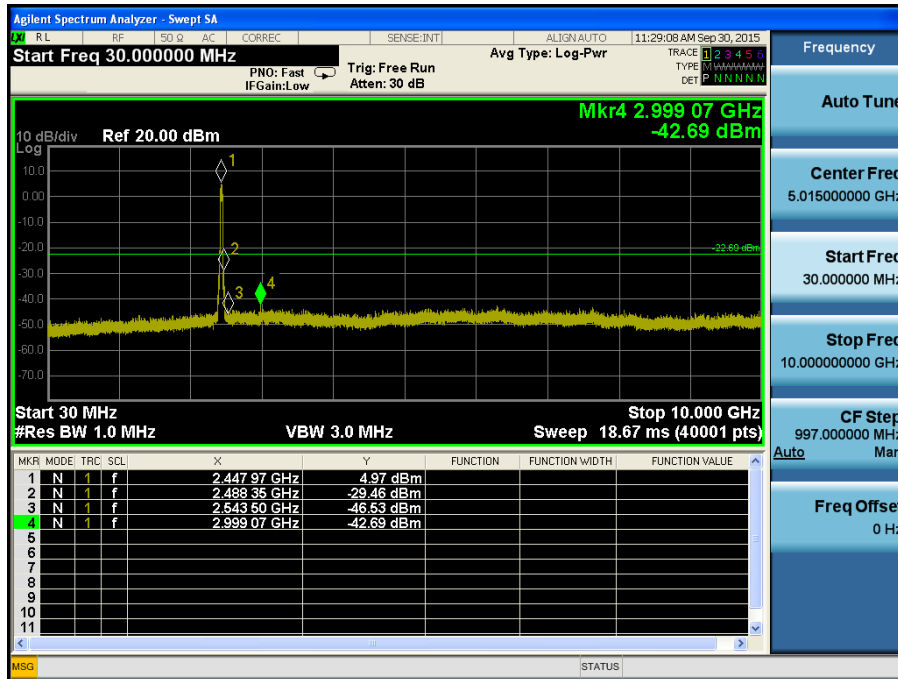 Agilent Spectrum Analyzer - Swept SA
LXI RL RF 50 Ω AC CORREC SENSE:INT ALIGN AUTO 11:29:08 AM Sep 30, 2015
Start Freq 30.000000 MHz
PNO: Fast
IFGain:Low
Trig: Free Run
Atten: 30 dB
Avg Type: Log-Pwr
TRACE 1 2 3 4 5 6
TYPE M WWWWW
DET P N N N N N
Mkr4 2.999 07 GHz
-42.69 dBm
10 dB/div Ref 20.00 dBm
Log
10.0
0.00
-10.0
-20.0
-30.0
-40.0
-50.0
-60.0
-70.0
1
2
3
4
-22.69 dBm
Start 30 MHz Stop 10.000 GHz
#Res BW 1.0 MHz VBW 3.0 MHz Sweep 18.67 ms (40001 pts)
MKR MODE TRC SCL X Y FUNCTION FUNCTION WIDTH FUNCTION VALUE
1 N 1 f 2.447 97 GHz 4.97 dBm
2 N 1 f 2.488 35 GHz -29.46 dBm
3 N 1 f 2.543 50 GHz -46.53 dBm
4 N 1 f 2.999 07 GHz -42.69 dBm
5
6
7
8
9
10
11
MSG STATUS
Frequency
Auto Tune
Center Freq
5.015000000 GHz
Start Freq
30.000000 MHz
Stop Freq
10.000000000 GHz
CF Step
997.000000 MHz
Auto Man
Freq Offset
0 Hz